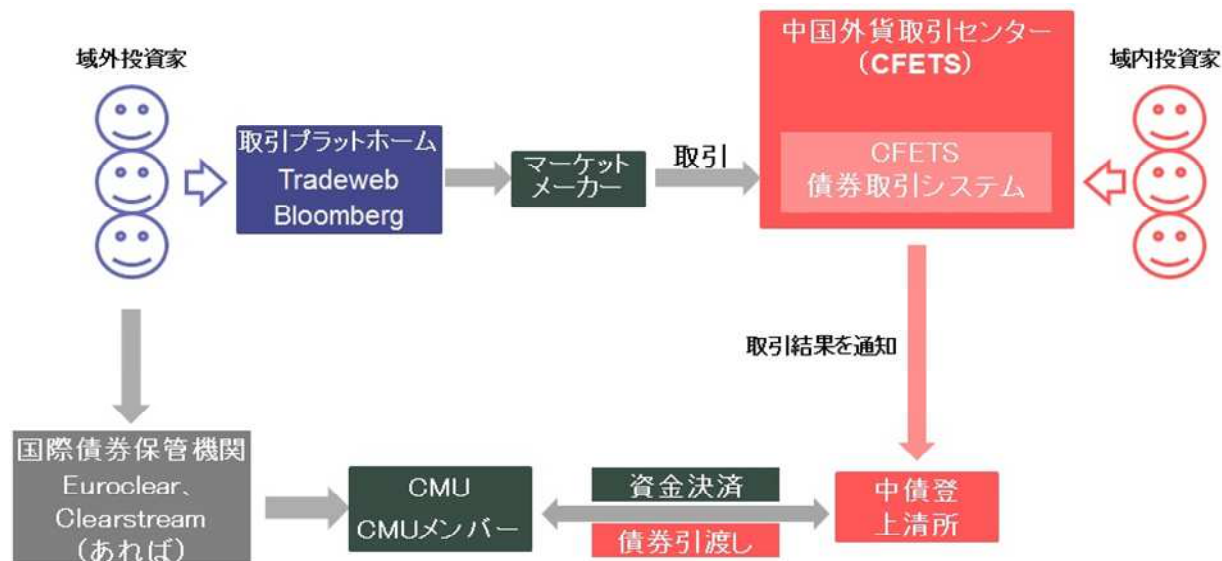 域外投資家
取引プラットホーム
Tradeweb
Bloomberg
マーケット
メーカー
取引
中国外貨取引センター
（CFETS）
CFETS
債券取引システム
域内投資家
取引結果を通知
国際債券保管機関
Euroclear、
Clearstream
(あれば)
CMU
CMUメンバー
資金決済
債券引渡し
中債登
上清所